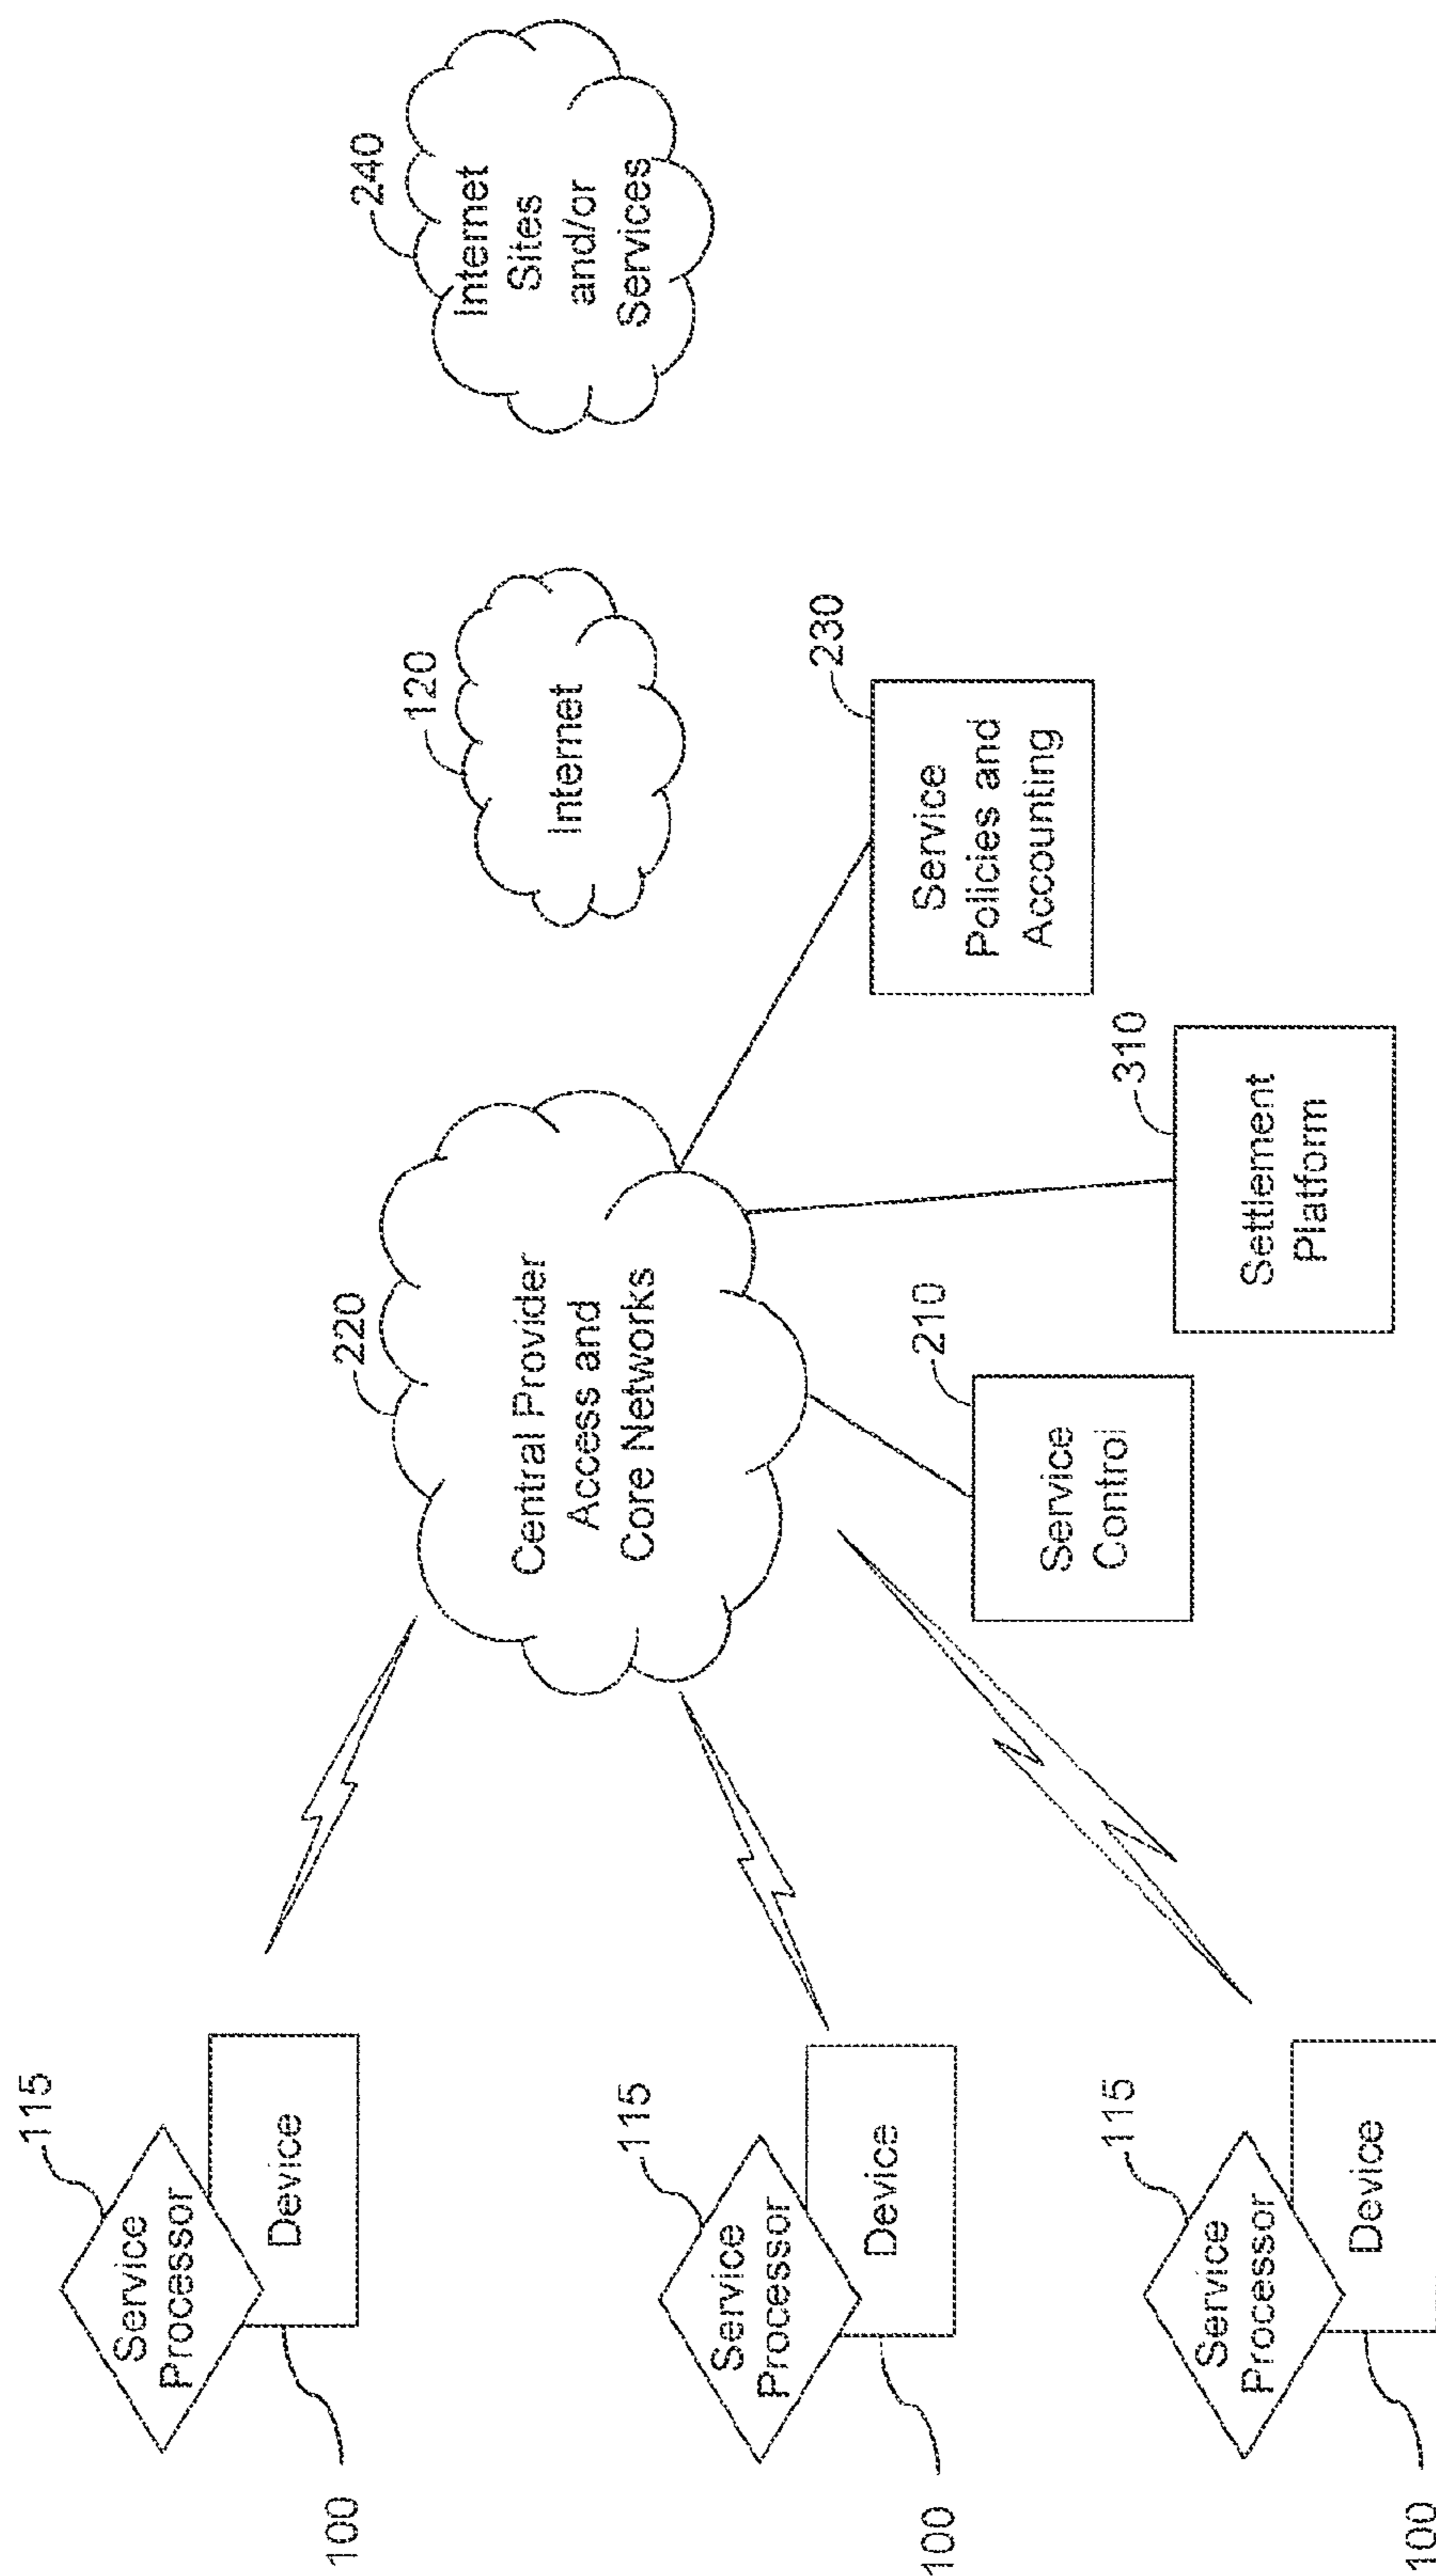 115
Service
Processor
Device
100
115
Service
Processor
Device
100
115
Service
Processor
Device
100
220
Central Provider
Access and
Core Networks
210
Service
Control
310
Settlement
Platform
230
Service
Policies and
Accounting
120
Internet
240
Internet
Sites
and/or
Services